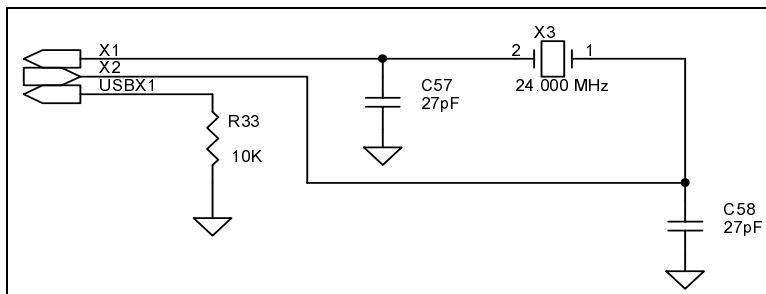 X1
X2
USBX1
X3
2
1
24.000 MHz
C57
27pF
R33
10K
C58
27pF